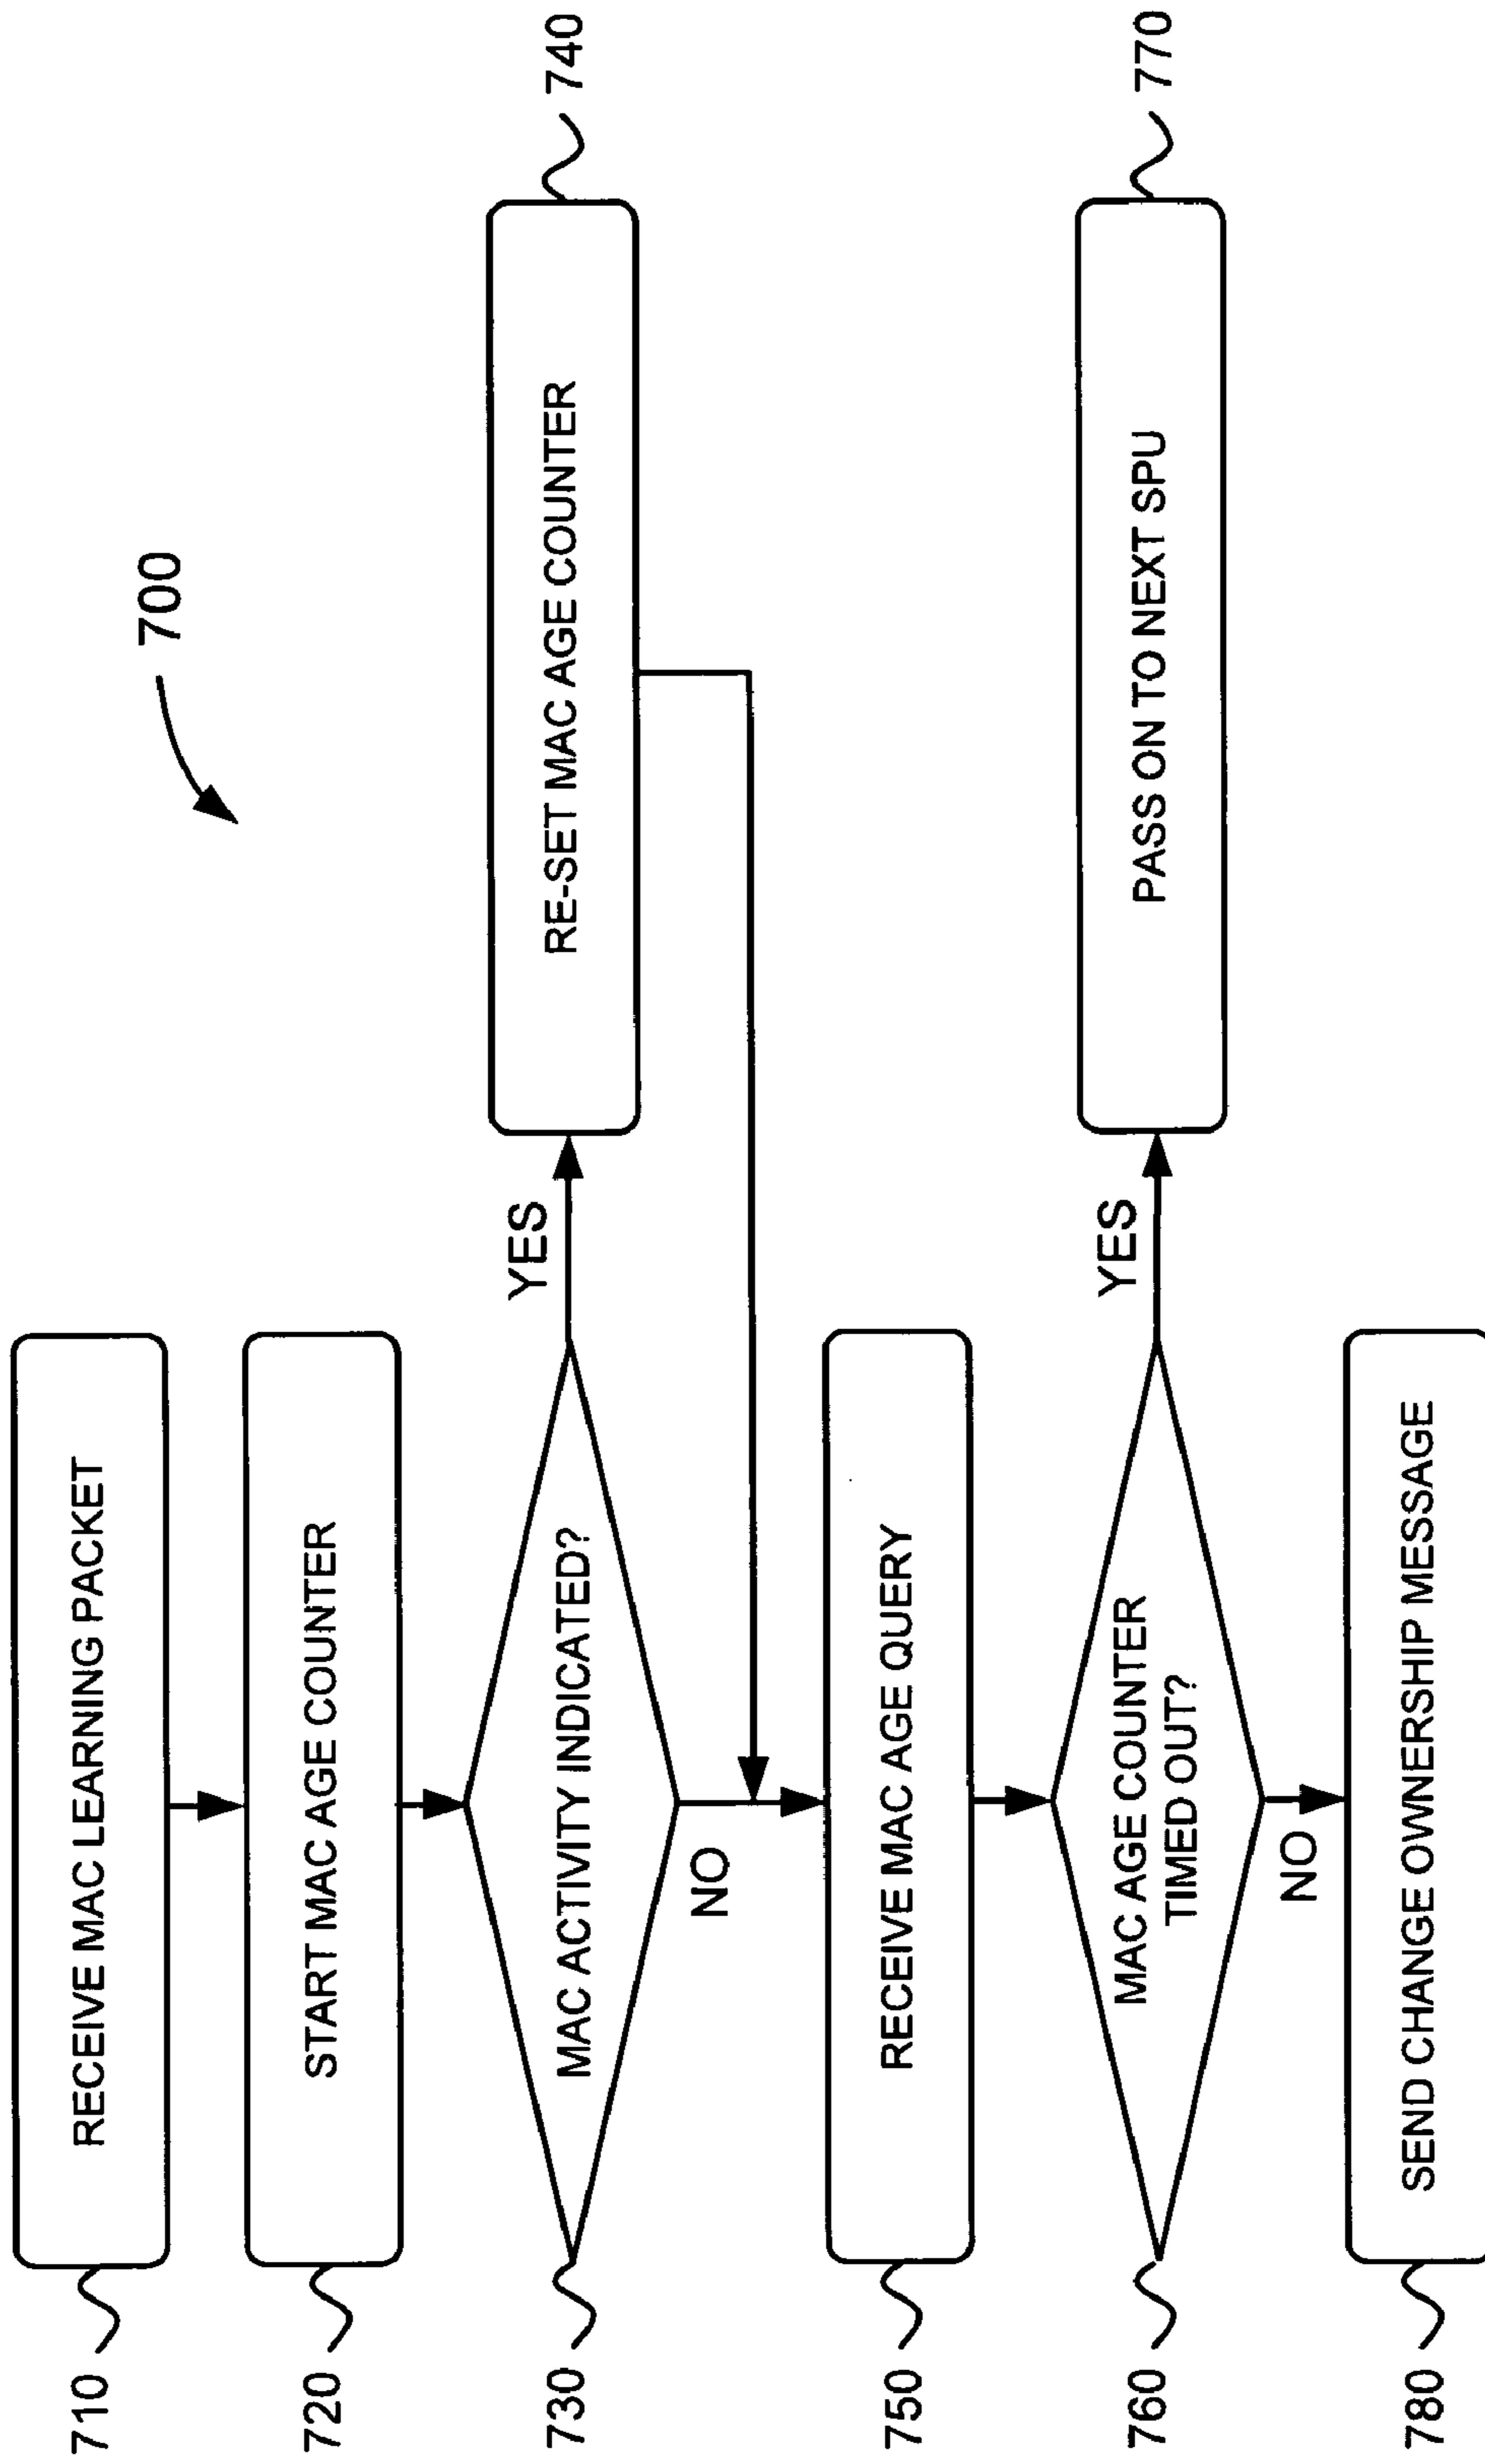 700
710
RECEIVE MAC LEARNING PACKET
720
START MAC AGE COUNTER
730
MAC ACTIVITY INDICATED?
YES
RE-SET MAC AGE COUNTER
740
NO
750
RECEIVE MAC AGE QUERY
760
MAC AGE COUNTER
TIMED OUT?
YES
PASS ON TO NEXT SPU
770
NO
780
SEND CHANGE OWNERSHIP MESSAGE